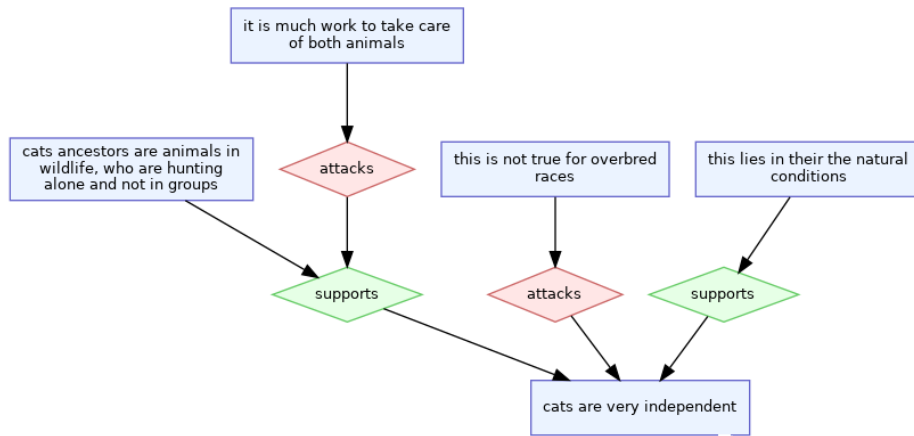 it is much work to take care
of both animals
cats ancestors are animals in
wildlife, who are hunting
alone and not in groups
attacks
this is not true for overbred
races
this lies in their the natural
conditions
supports
attacks
supports
cats are very independent